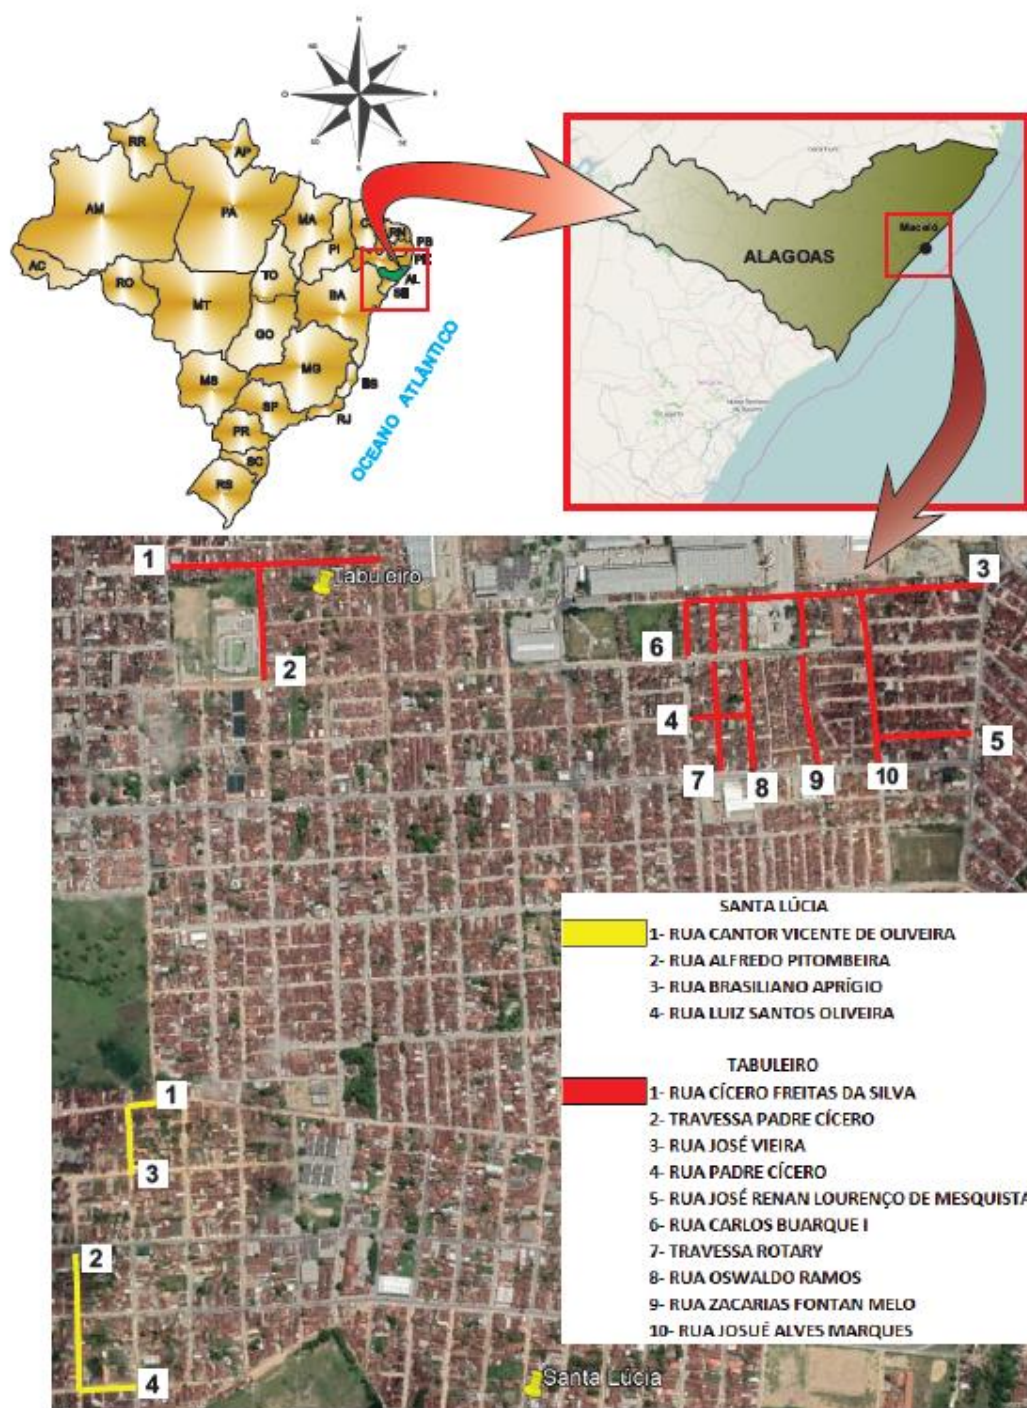 N
NO
NE
O
E
SO
SE
S
RR
AP
AM
PA
MA
RN
PB
PI
AC
TO
AL
SE
RO
BA
MT
GO
MG
MS
ES
SP
RJ
PR
SC
RS
OCEANO ATLÂNTICO
Maceió
ALAGOAS
1
Tabuleiro
3
2
6
4
5
7
8
9
10
SANTA LÚCIA
1- RUA CANTOR VICENTE DE OLIVEIRA
2- RUA ALFREDO PITOMBEIRA
3- RUA BRASILIANO APRÍGIO
4- RUA LUIZ SANTOS OLIVEIRA
TABULEIRO
1- RUA CÍCERO FREITAS DA SILVA
2- TRAVESSA PADRE CÍCERO
3- RUA JOSÉ VIEIRA
4- RUA PADRE CÍCERO
5- RUA JOSÉ RENAN LOURENÇO DE MESQUISTA
6- RUA CARLOS BUARQUE I
7- TRAVESSA ROTARY
8- RUA OSWALDO RAMOS
9- RUA ZACARIAS FONTAN MELO
10- RUA JOSUÉ ALVES MARQUES
1
3
2
4
Santa Lúcia